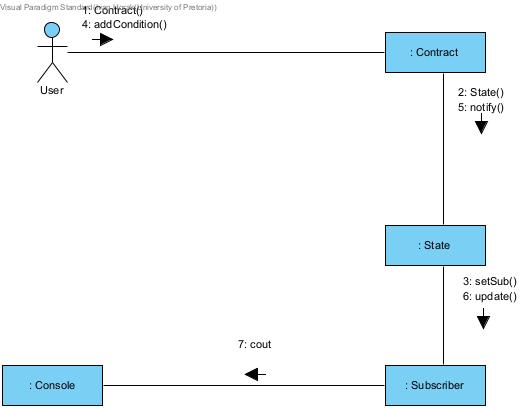 Visual Paradigm Standard(University of Pretoria))
1: Contract()
4: addCondition()
User
: Contract
2: State()
5: notify()
: State
3: setSub()
6: update()
7: cout
: Console
: Subscriber